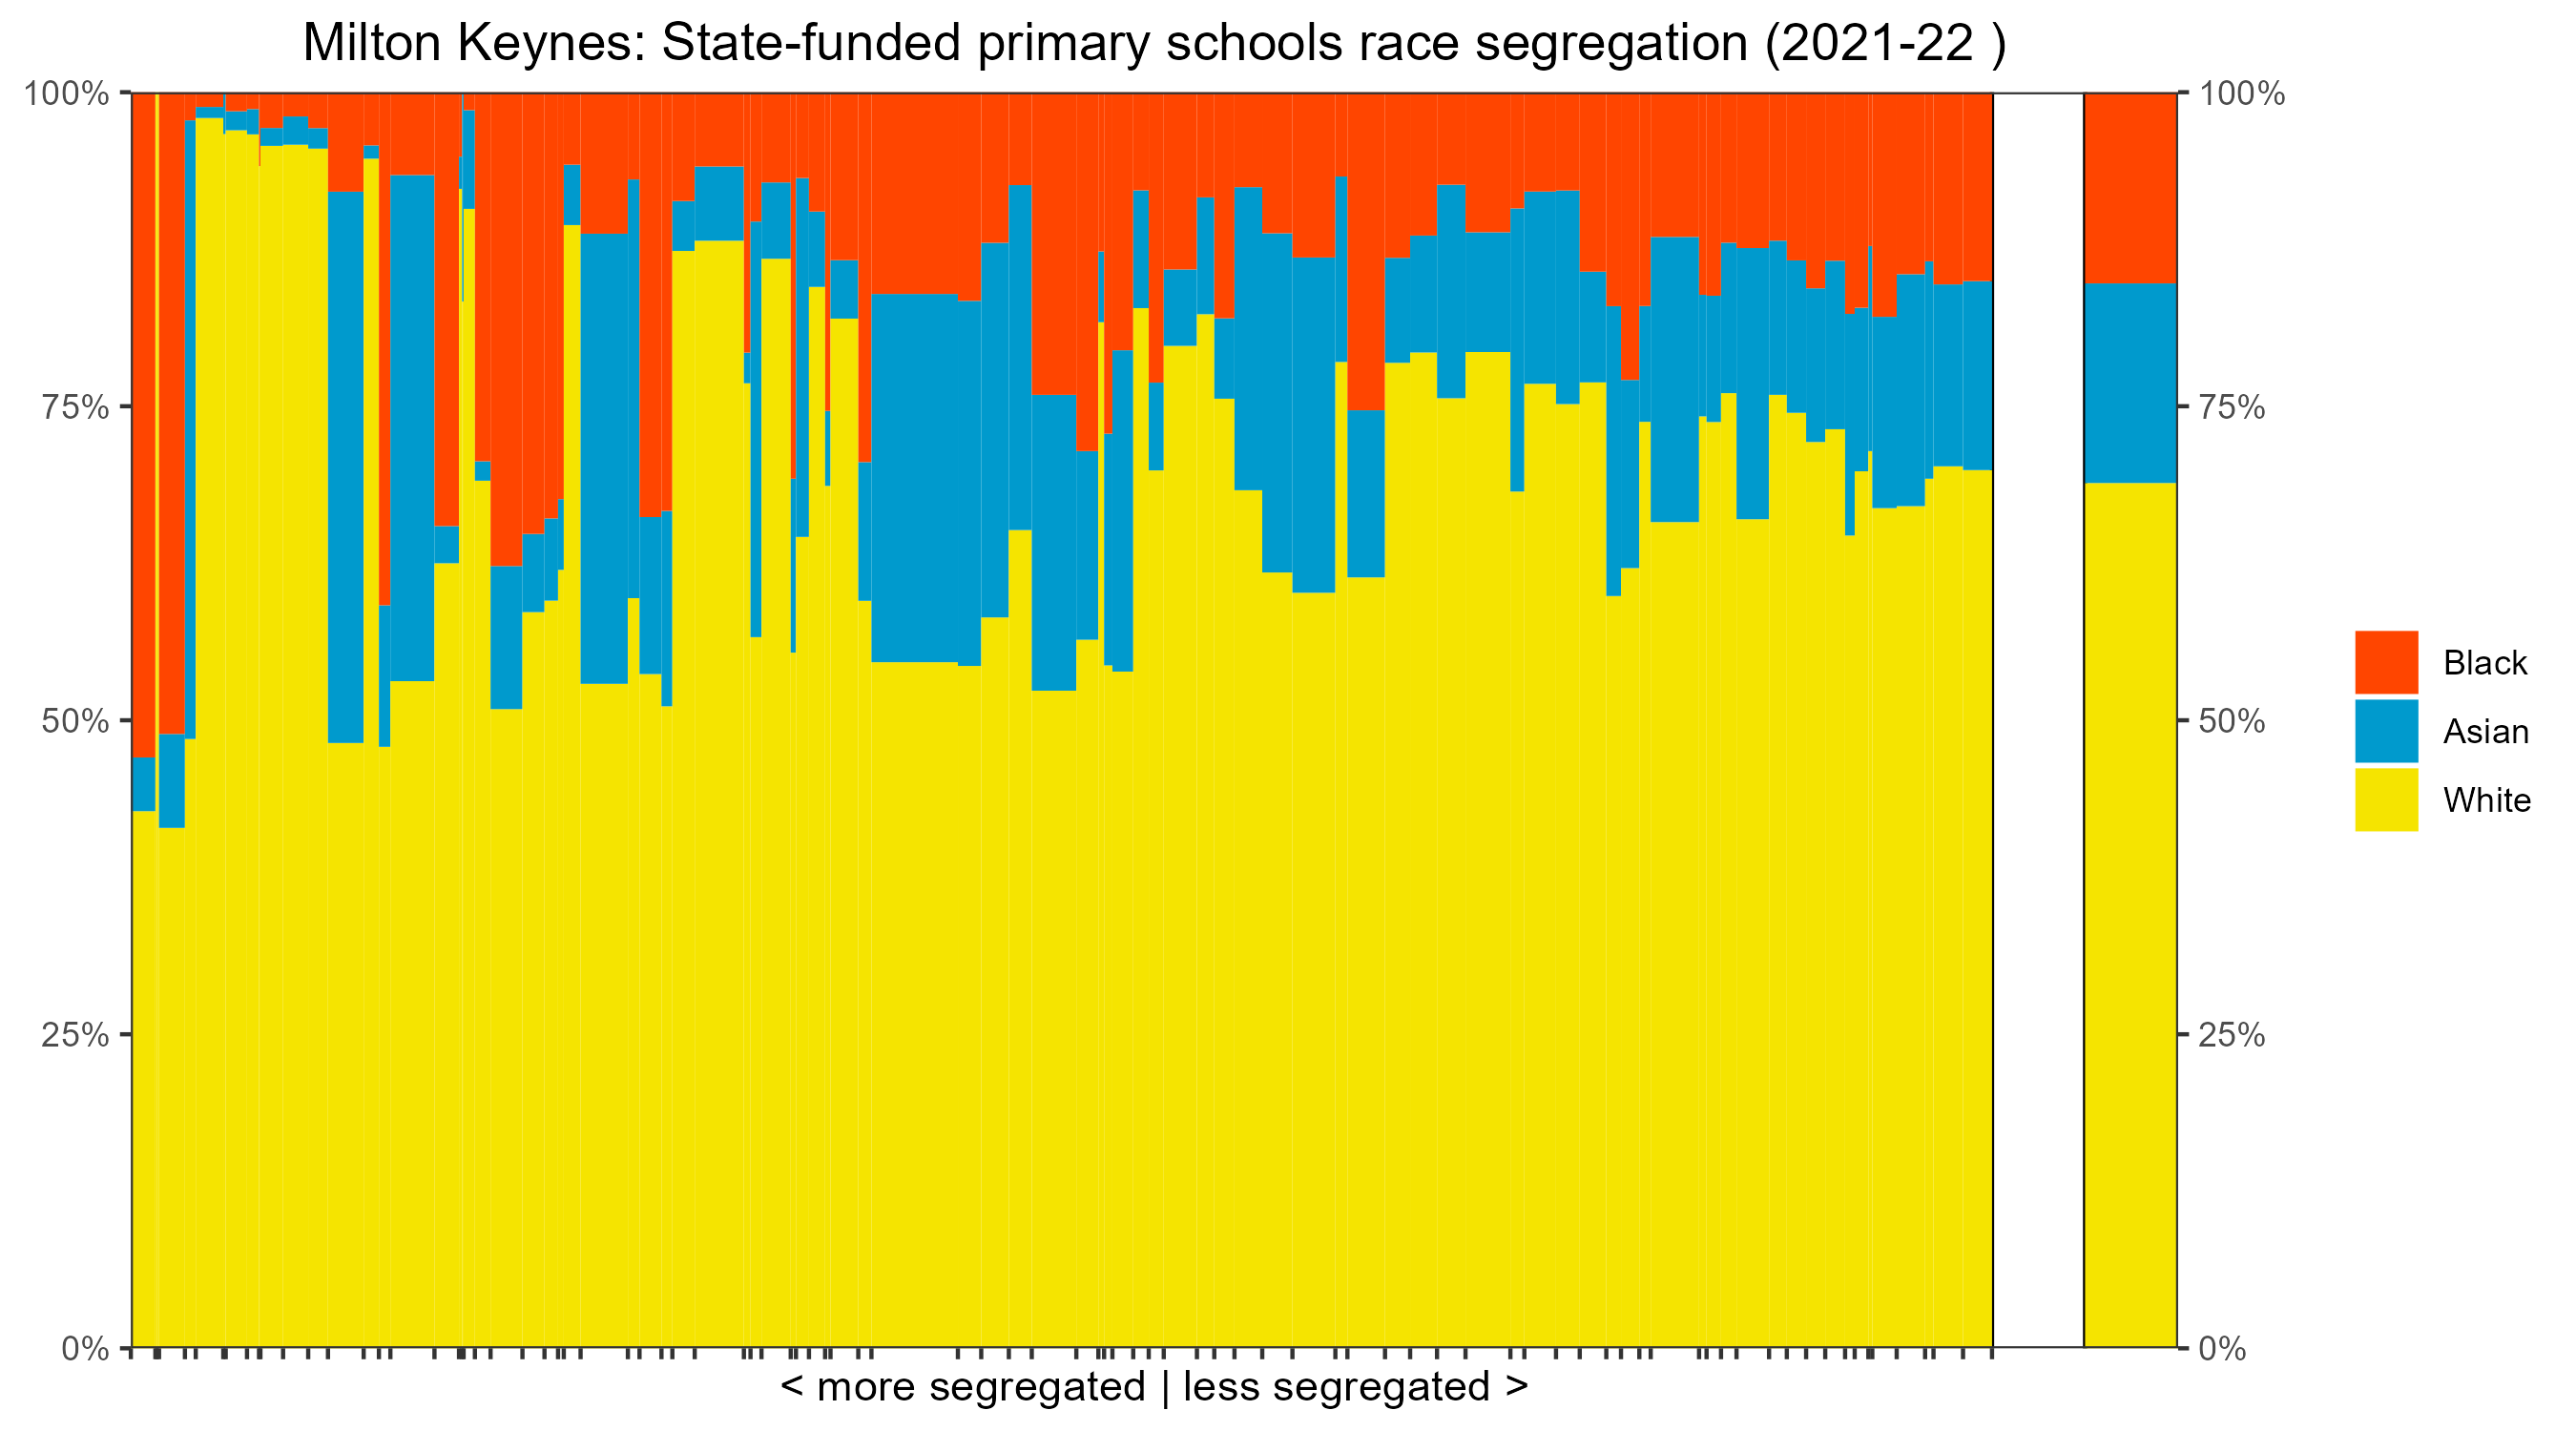 Milton Keynes: State-funded primary schools race segregation (2021-22 )
100%
75%
50%
25%
0%
100%
75%
50%
25%
0%
Black
Asian
White
< more segregated | less segregated >